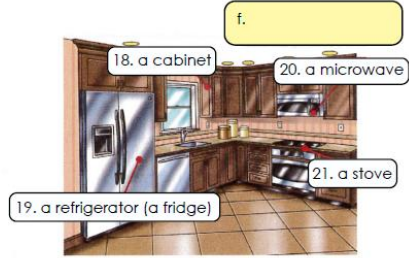 f.
18. a cabinet
20. a microwave
21. a stove
19. a refrigerator (a fridge)